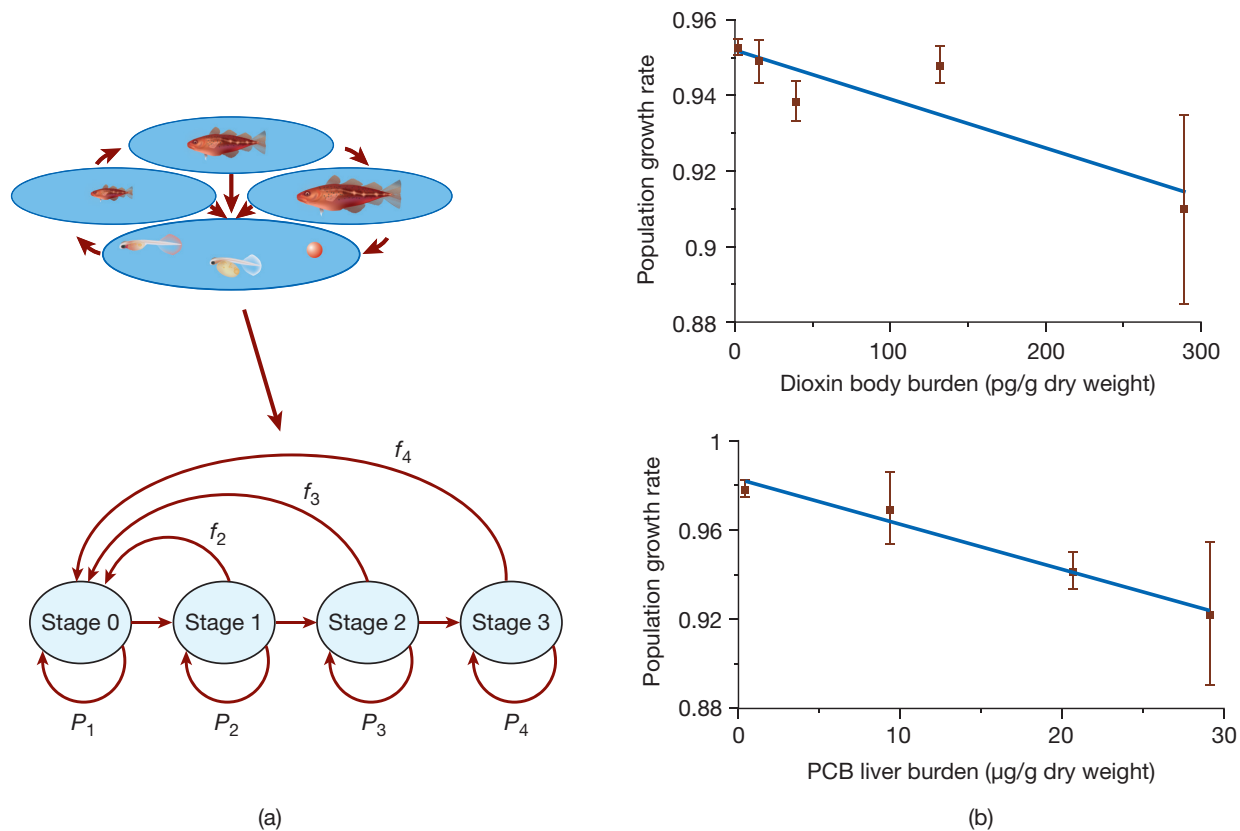 f4
f3
f2
Stage 0
Stage 1
Stage 2
Stage 3
P1
P2
P3
P4
(a)
Population growth rate
0.96
0.94
0.92
0.9
0.88
0
100
200
300
Dioxin body burden (pg/g dry weight)
Population growth rate
1
0.96
0.92
0.88
0
10
20
30
PCB liver burden (µg/g dry weight)
(b)